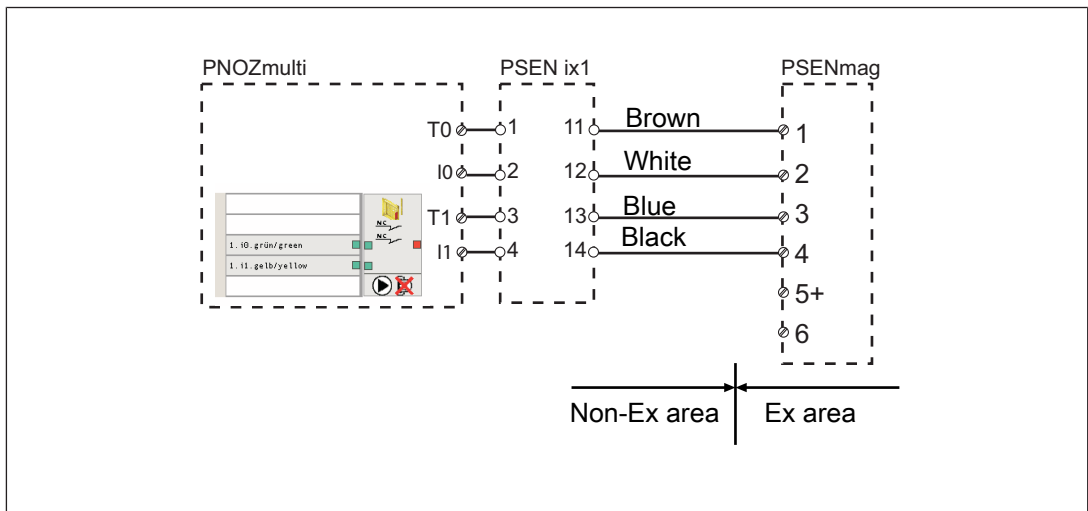 PNOZmulti PSEN ix1 PSENmag
T0 1 11 Brown 1
I0 2 12 White 2
T1 3 13 Blue 3
I1 4 14 Black 4
5+
6
NC
NC
1. i0.grün/green
1. i1.gelb/yellow
Non-Ex area Ex area